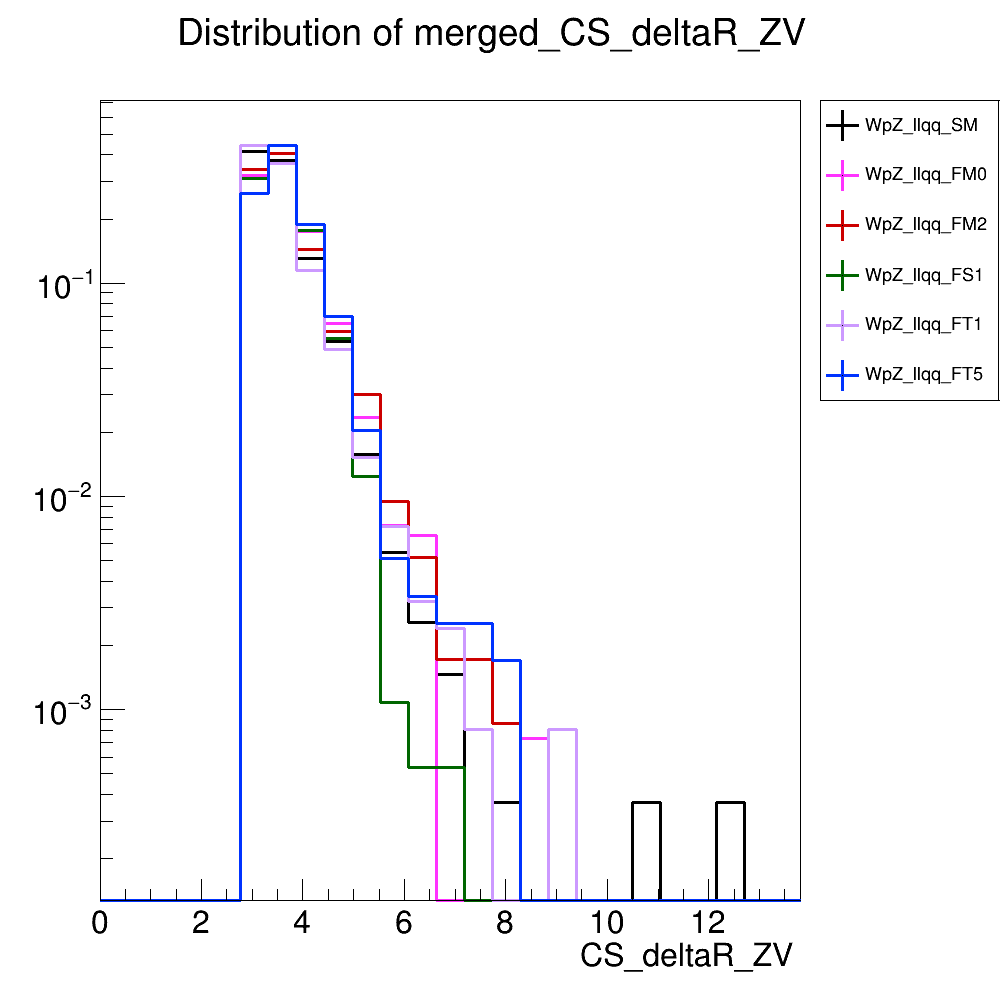 Distribution of merged_CS_deltaR_ZV
WpZ_llqq_SM
WpZ_llqq_FM0
WpZ_llqq_FM2
WpZ_llqq_FS1
WpZ_llqq_FT1
WpZ_llqq_FT5
10⁻¹
10⁻²
10⁻³
0 2 4 6 8 10 12
CS_deltaR_ZV